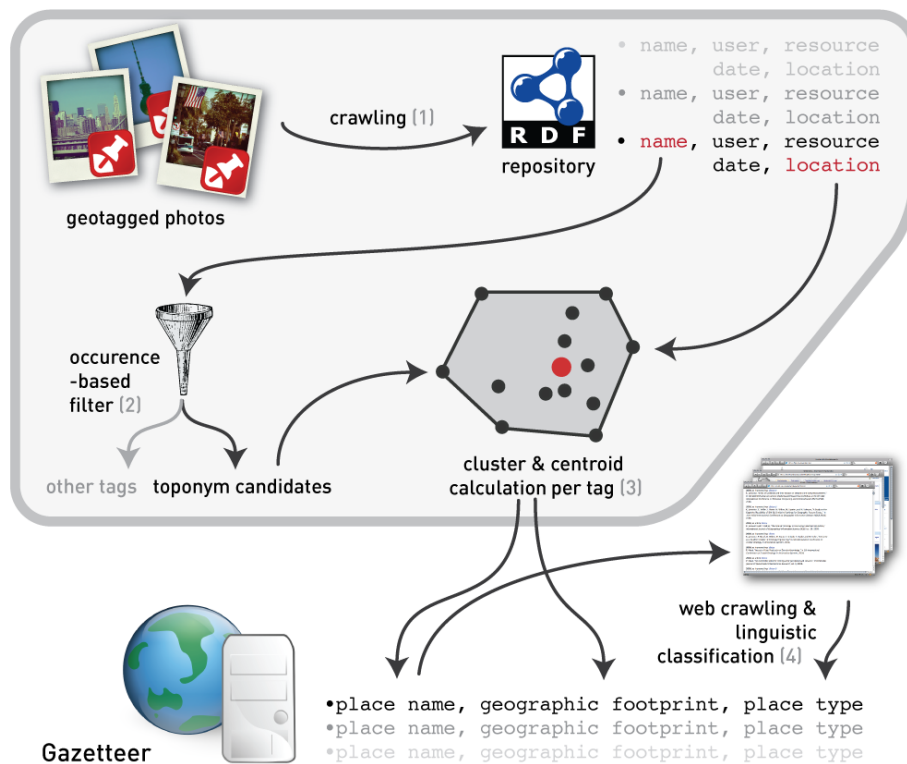 • name, user, resource
date, location
• name, user, resource
date, location
• name, user, resource
date, location
crawling (1)
RDF
repository
geotagged photos
occurence
-based
filter (2)
other tags
toponym candidates
cluster & centroid
calculation per tag (3)
web crawling &
linguistic
classification (4)
•place name, geographic footprint, place type
•place name, geographic footprint, place type
•place name, geographic footprint, place type
Gazetteer